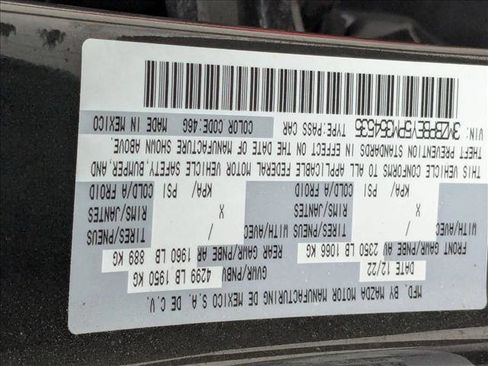 MFD. BY MAZDA MOTOR MANUFACTURING DE MEXICO S.A. DE C.V.
DATE 12/22 GVWR/PNBV 4299 LB 1950 KG
FRONT GAWR/PNBE AV 2360 LB 1066 KG REAR GAWR/PNBE AR 1960 LB 889 KG
WITH/AVEC / TIRES/PNEUS WITH/AVEC / TIRES/PNEUS
X RIMS/JANTES X RIMS/JANTES
KPA/ PSI COLD/A FROID KPA/ PSI COLD/A FROID
THIS VEHICLE CONFORMS TO ALL APPLICABLE FEDERAL MOTOR VEHICLE SAFETY, BUMPER, AND
THEFT PREVENTION STANDARDS IN EFFECT ON THE DATE OF MANUFACTURE SHOWN ABOVE.
VIN: TYPE:PASS CAR COLOR CODE:46G MADE IN MEXICO